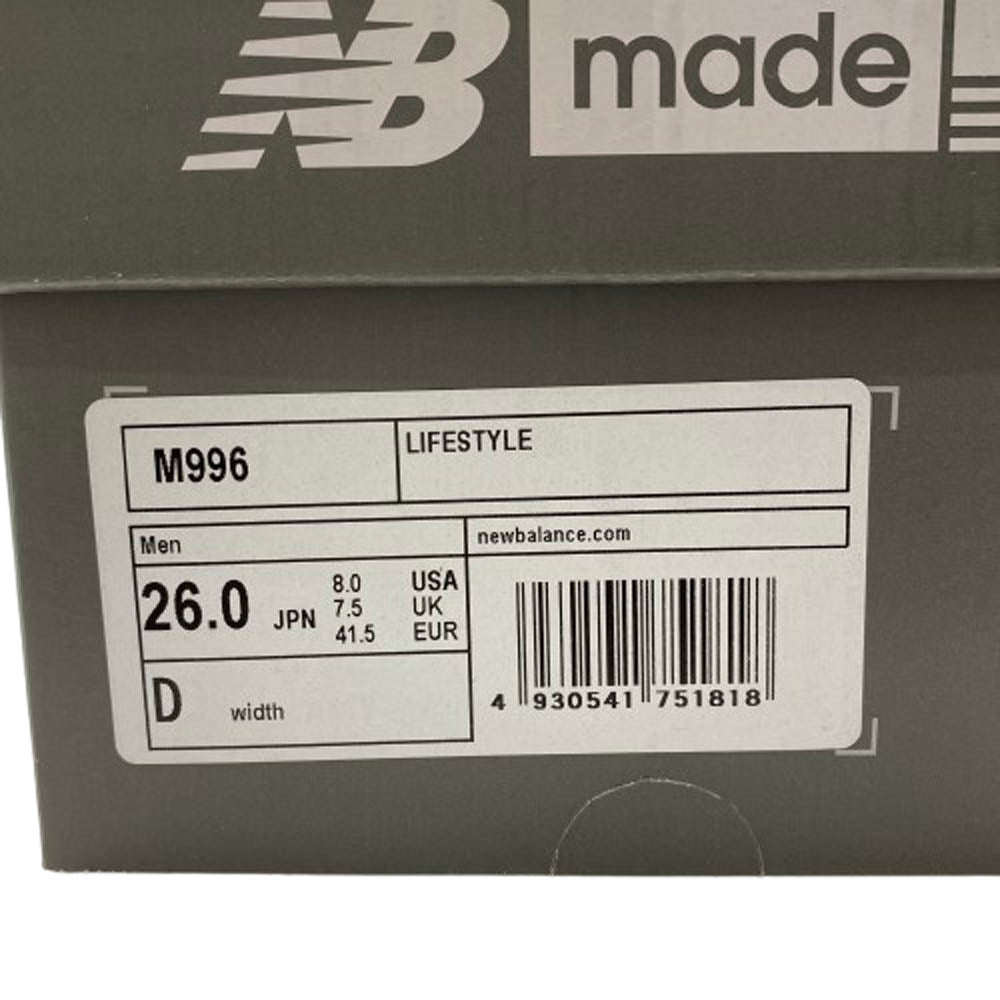 NB made
M996 LIFESTYLE
Men newbalance.com
26.0 JPN
8.0 USA
7.5 UK
41.5 EUR
D width
4 930541 751818